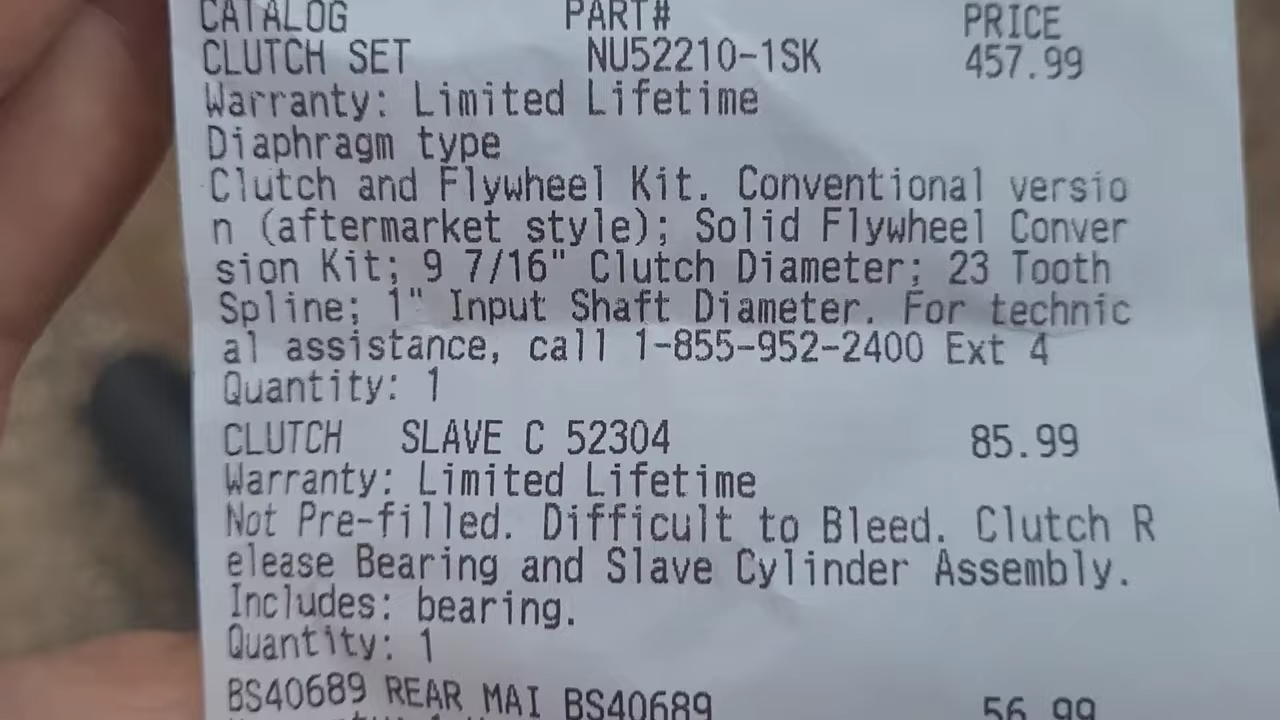 CATALOG PART# PRICE
CLUTCH SET NU52210-1SK 457.99
Warranty: Limited Lifetime
Diaphragm type
Clutch and Flywheel Kit. Conventional versio
n (aftermarket style); Solid Flywheel Conver
sion Kit; 9 7/16" Clutch Diameter; 23 Tooth
Spline; 1" Input Shaft Diameter. For technic
al assistance, call 1-855-952-2400 Ext 4
Quantity: 1
CLUTCH SLAVE C 52304 85.99
Warranty: Limited Lifetime
Not Pre-filled. Difficult to Bleed. Clutch R
elease Bearing and Slave Cylinder Assembly.
Includes: bearing.
Quantity: 1
BS40689 REAR MAI BS40689 56.99